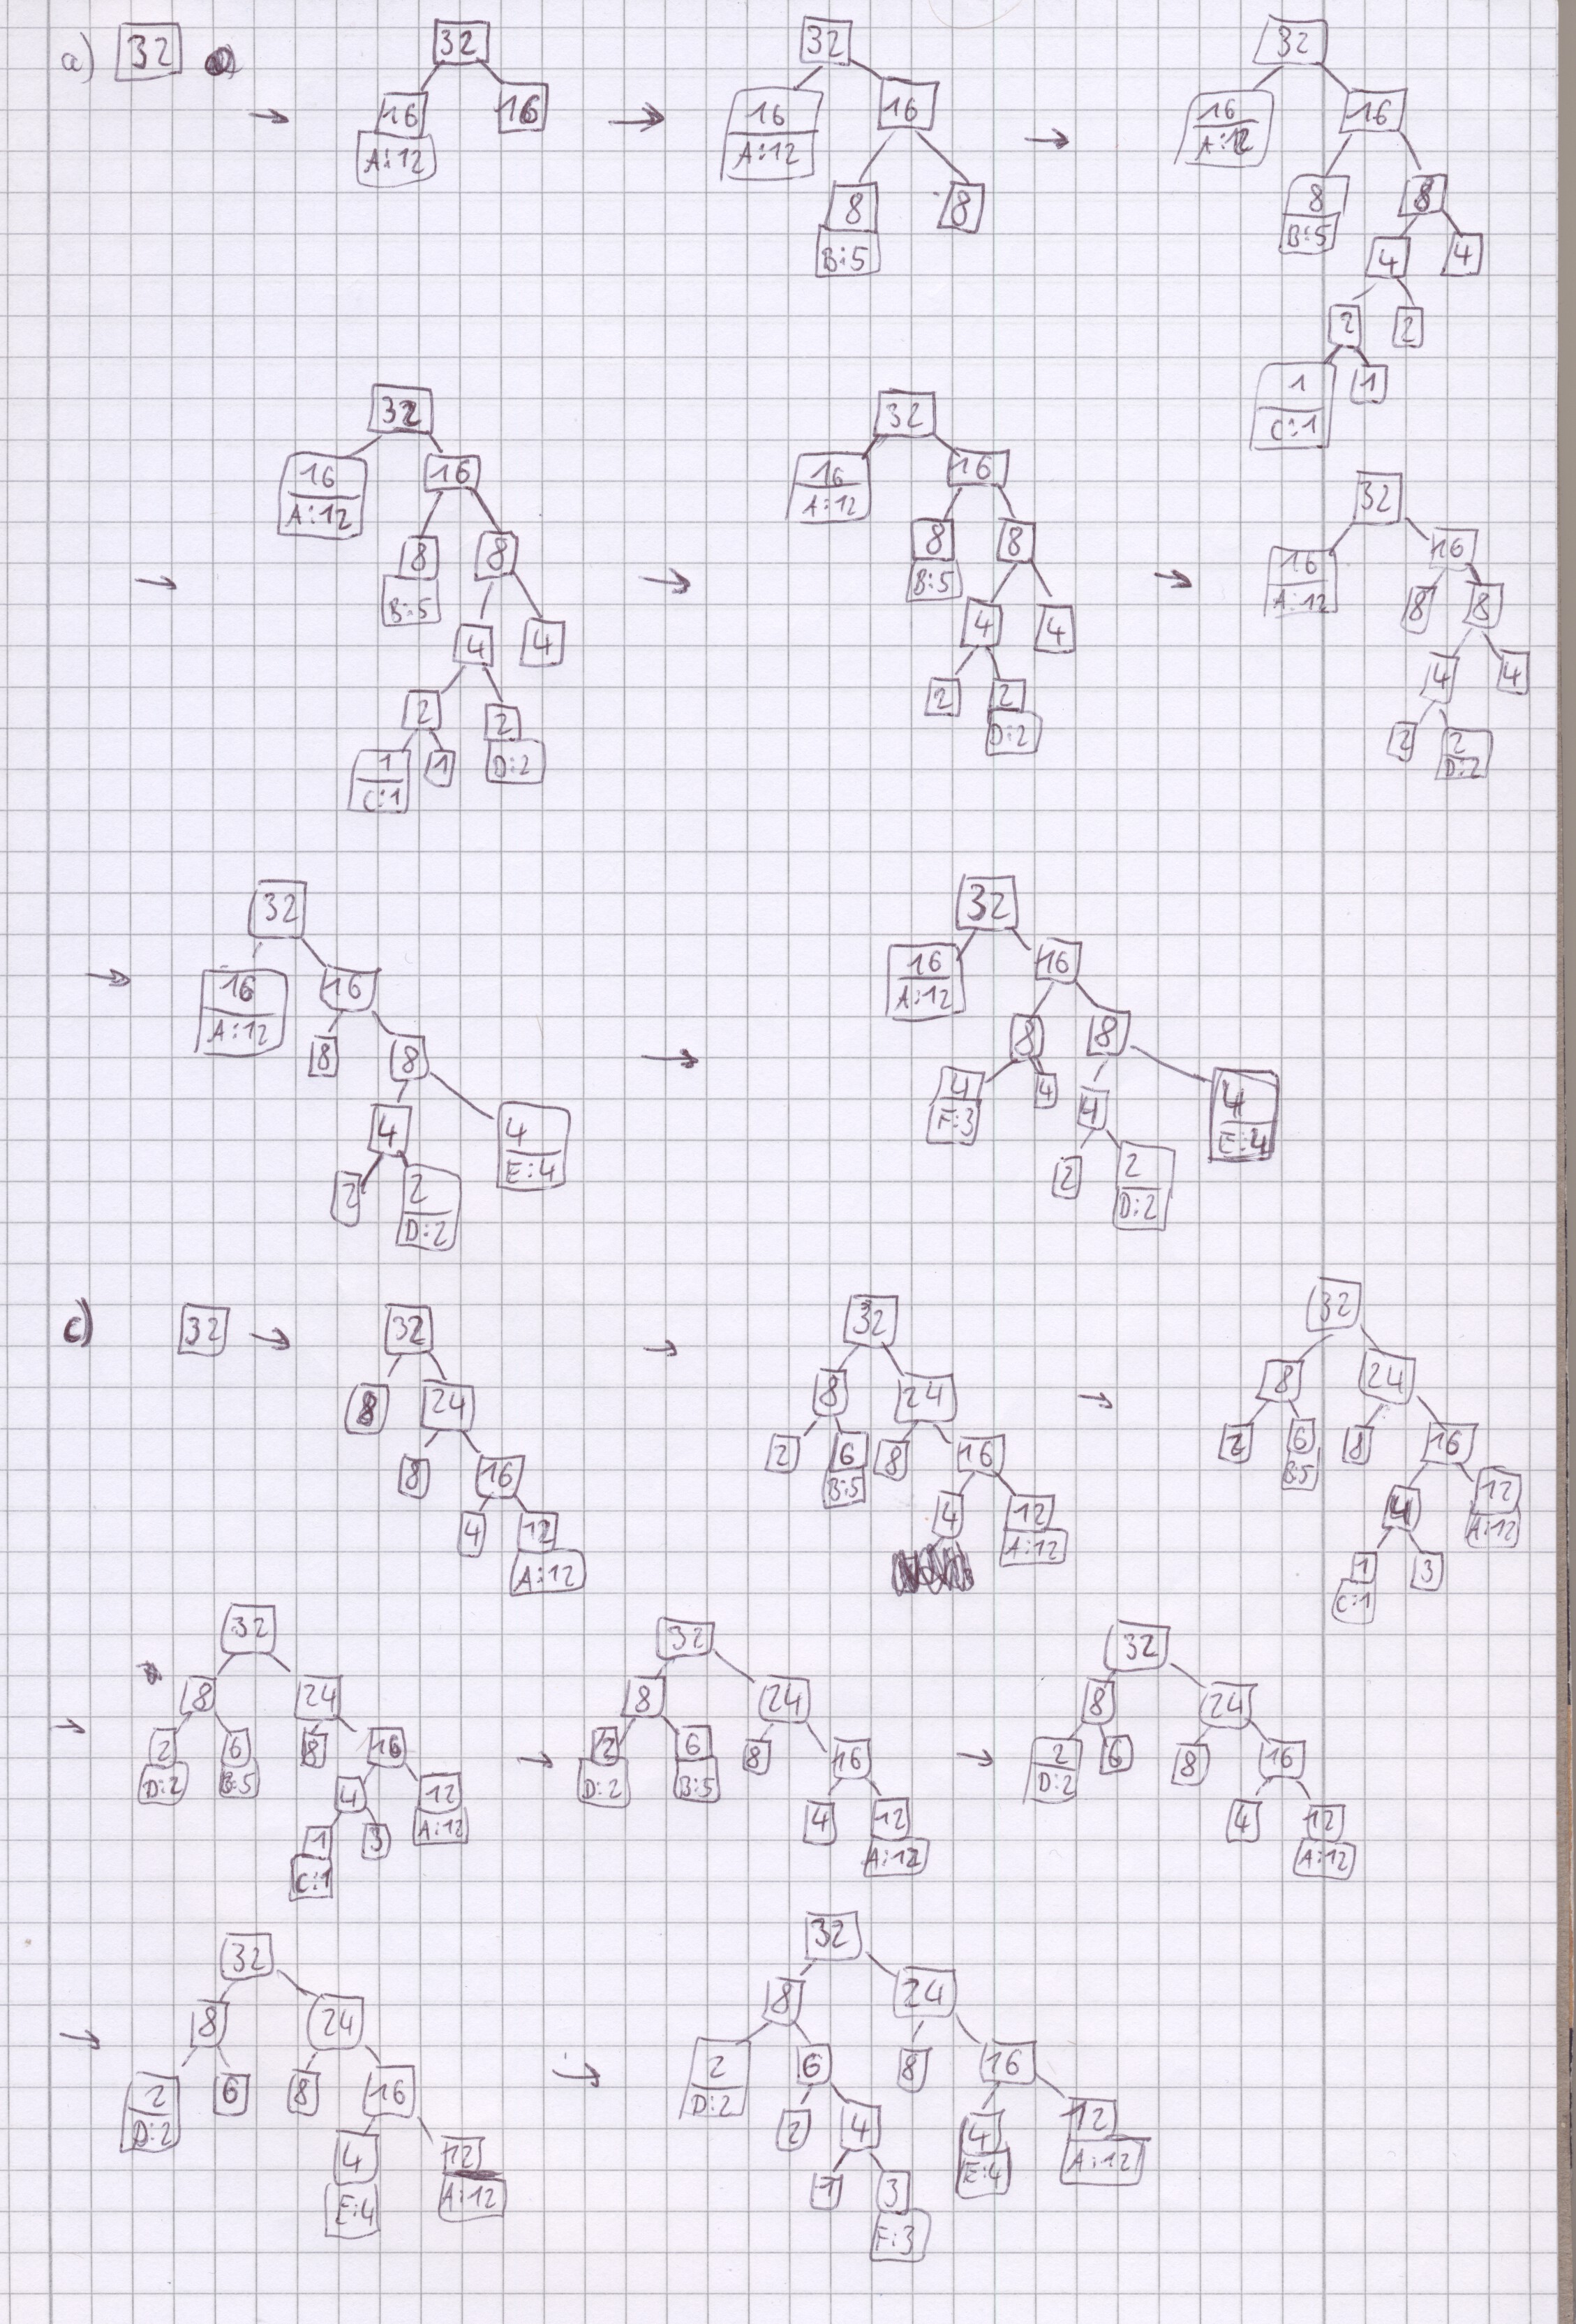 a) 32 → 32 → 32 → 32
16 16 16 16 16 16
A:12 A:12 A:12
8 8 8 8
B:5 B:5
4 4
2 2
1 1
C:1
→ 32 → 32 → 32
16 16 16 16 16 16
A:12 A:12 A:12
8 8 8 8 8 8
B:5 B:5
4 4 4 4 4 4
2 2 2 2 2 2
D:2 D:2 D:2
1 1
C:1
→ 32 → 32
16 16 16 16
A:12 A:12
8 8 8 8
4 4 4 4 4 4
E:4 F:3 E:4
2 2 2 2
D:2 D:2
c) 32 → 32 → 32 → 32
8 24 8 24 8 24
8 16 2 6 8 16 2 6 8 16
B:5 B:5
4 12 4 12 4 12
A:12 A:12 A:12
1 3
C:1
→ 32 → 32 → 32
8 24 8 24 8 24
2 6 8 16 2 6 8 16 2 6 8 16
D:2 B:5 D:2 B:5 D:2
4 12 4 12 4 12
A:12 A:12 A:12
1 3
C:1
→ 32 → 32
8 24 8 24
2 6 8 16 2 6 8 16
D:2 D:2
4 12 2 4 4 12
E:4 A:12 E:4 A:12
1 3
F:3